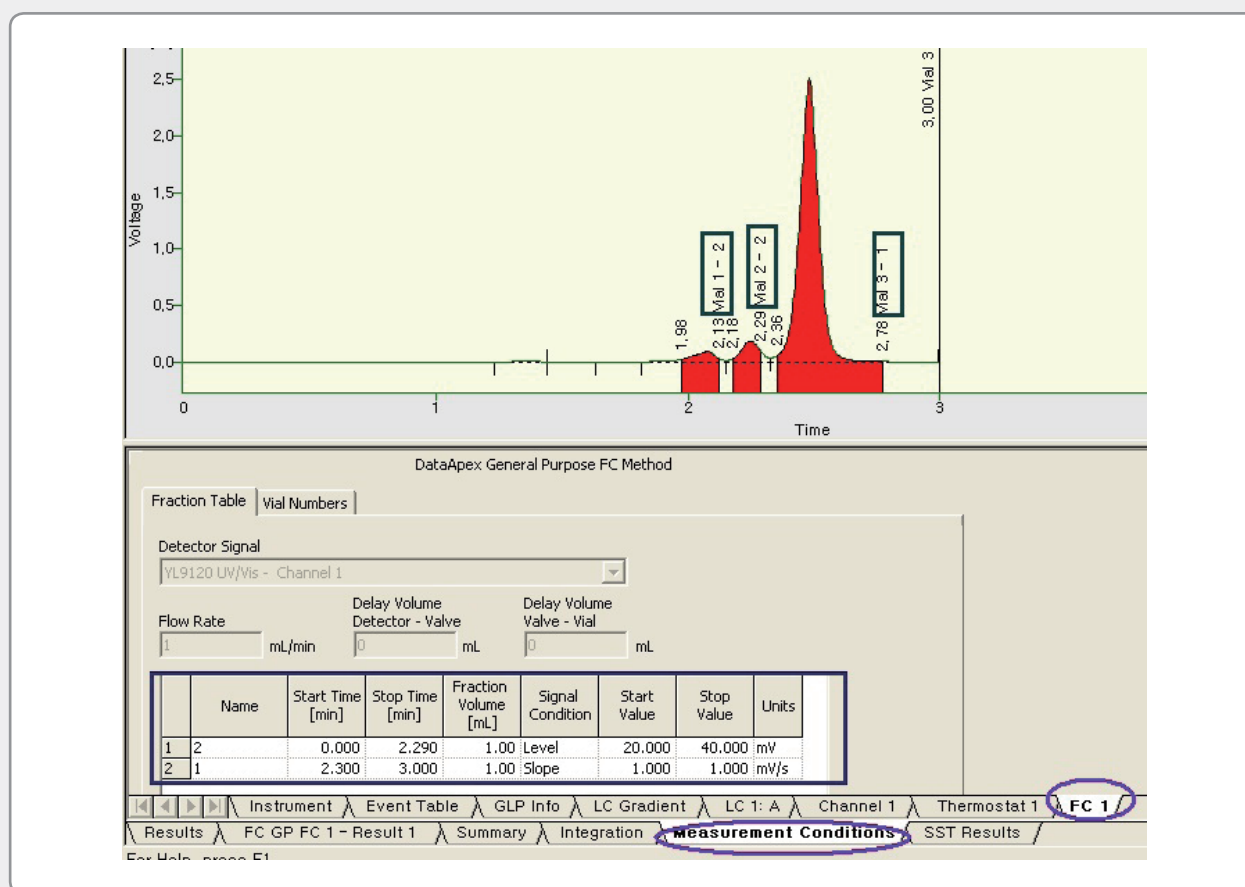 2,5
2,0
1,5
1,0
0,5
0,0
Voltage
1,98
2,13 Vial 1 - 2
2,18
2,29 Vial 2 - 2
2,36
2,78 Vial 3 - 1
3,00 Vial 3
0 1 2 3
Time
DataApex General Purpose FC Method
Fraction Table Vial Numbers
Detector Signal
YL9120 UV/Vis - Channel 1
Flow Rate
Delay Volume
Detector - Valve
Delay Volume
Valve - Vial
1 mL/min 0 mL 0 mL
Name Start Time [min] Stop Time [min] Fraction Volume [mL] Signal Condition Start Value Stop Value Units
1 2 0.000 2.290 1.00 Level 20.000 40.000 mV
2 1 2.300 3.000 1.00 Slope 1.000 1.000 mV/s
Instrument Event Table GLP Info LC Gradient LC 1: A Channel 1 Thermostat 1 FC 1
Results FC GP FC 1 - Result 1 Summary Integration Measurement Conditions SST Results
For Help, press F1